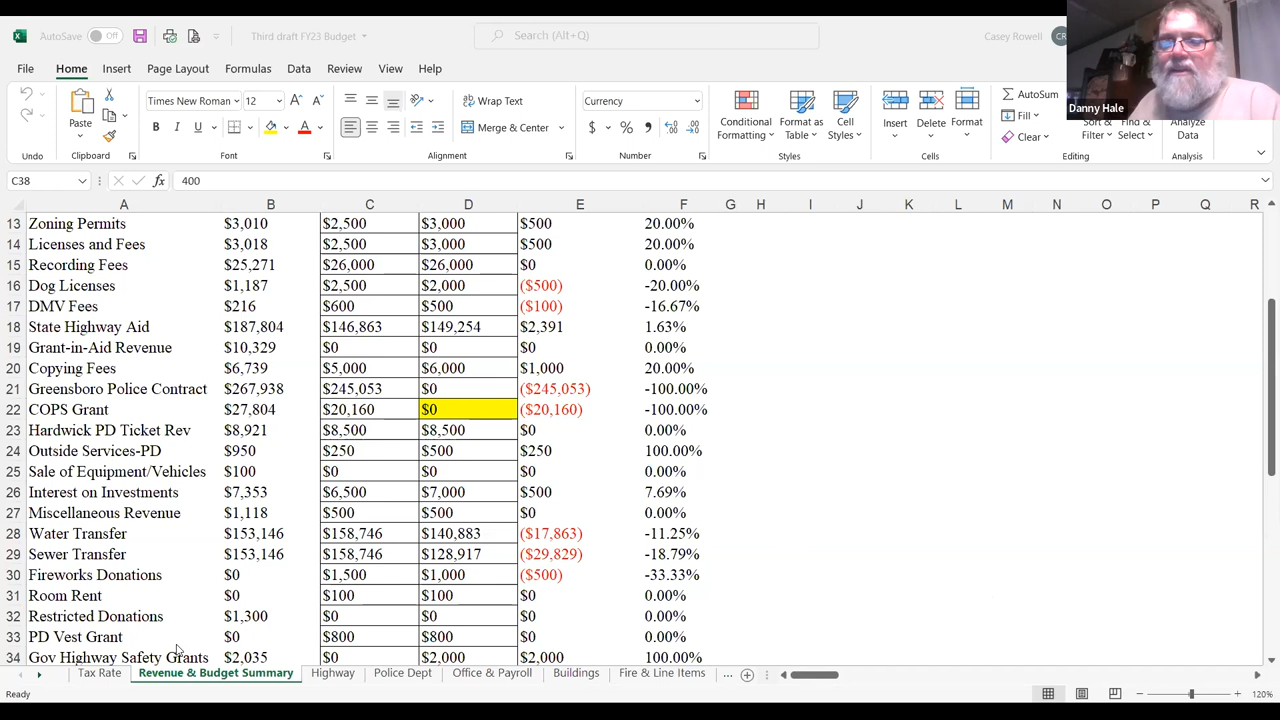 AutoSave Off Third draft FY23 Budget Search (Alt+Q) Casey Rowell CR
File Home Insert Page Layout Formulas Data Review View Help
Danny Hale
Times New Roman 12 Wrap Text Currency AutoSum
Paste Conditional Format as Cell Insert Delete Format Fill Sort & Find & Analyze
B I U Merge & Center $ % Formatting Table Styles Clear Filter Select Data
Undo Clipboard Font Alignment Number Styles Cells Editing Analysis
C38 fx 400
A B C D E F G H I J K L M N O P Q R
13 Zoning Permits $3,010 $2,500 $3,000 $500 20.00%
14 Licenses and Fees $3,018 $2,500 $3,000 $500 20.00%
15 Recording Fees $25,271 $26,000 $26,000 $0 0.00%
16 Dog Licenses $1,187 $2,500 $2,000 ($500) -20.00%
17 DMV Fees $216 $600 $500 ($100) -16.67%
18 State Highway Aid $187,804 $146,863 $149,254 $2,391 1.63%
19 Grant-in-Aid Revenue $10,329 $0 $0 $0 0.00%
20 Copying Fees $6,739 $5,000 $6,000 $1,000 20.00%
21 Greensboro Police Contract $267,938 $245,053 $0 ($245,053) -100.00%
22 COPS Grant $27,804 $20,160 $0 ($20,160) -100.00%
23 Hardwick PD Ticket Rev $8,921 $8,500 $8,500 $0 0.00%
24 Outside Services-PD $950 $250 $500 $250 100.00%
25 Sale of Equipment/Vehicles $100 $0 $0 $0 0.00%
26 Interest on Investments $7,353 $6,500 $7,000 $500 7.69%
27 Miscellaneous Revenue $1,118 $500 $500 $0 0.00%
28 Water Transfer $153,146 $158,746 $140,883 ($17,863) -11.25%
29 Sewer Transfer $153,146 $158,746 $128,917 ($29,829) -18.79%
30 Fireworks Donations $0 $1,500 $1,000 ($500) -33.33%
31 Room Rent $0 $100 $100 $0 0.00%
32 Restricted Donations $1,300 $0 $0 $0 0.00%
33 PD Vest Grant $0 $800 $800 $0 0.00%
34 Gov Highway Safety Grants $2,035 $0 $2,000 $2,000 100.00%
Tax Rate Revenue & Budget Summary Highway Police Dept Office & Payroll Buildings Fire & Line Items ...
Ready 120%